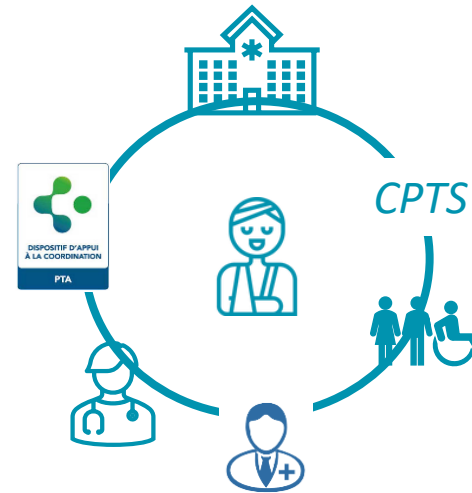 CPTS
DISPOSITIF D'APPUI
À LA COORDINATION
PTA